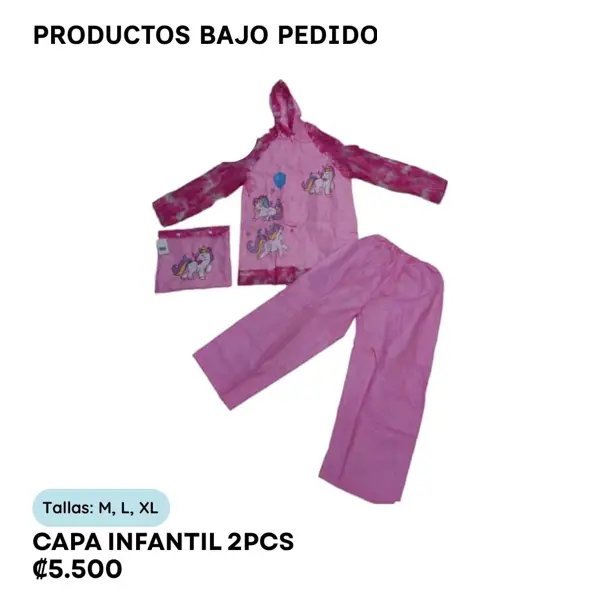 PRODUCTOS BAJO PEDIDO
Tallas: M, L, XL
CAPA INFANTIL 2PCS
₡5.500